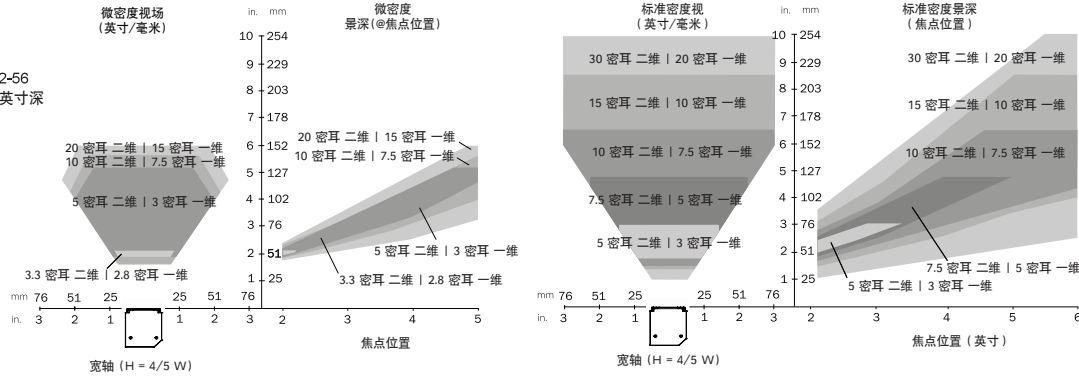 微密度视场
(英寸/毫米)
in. mm
微密度
景深(@焦点位置)
标准密度视
(英寸/毫米)
in. mm
标准密度景深
( 焦点位置)
2-56
英寸深
10 254
9 229
8 203
7 178
6 152
5 127
4 102
3 76
2 51
1 25
20 密耳 二维 | 15 密耳 一维
10 密耳 二维 | 7.5 密耳 一维
5 密耳 二维 | 3 密耳 一维
3.3 密耳 二维 | 2.8 密耳 一维
20 密耳 二维 | 15 密耳 一维
10 密耳 二维 | 7.5 密耳 一维
5 密耳 二维 | 3 密耳 一维
3.3 密耳 二维 | 2.8 密耳 一维
mm 76 51 25 25 51 76
in. 3 2 1 1 2 3
2 3 4 5
焦点位置
宽轴 (H = 4/5 W)
30 密耳 二维 | 20 密耳 一维
15 密耳 二维 | 10 密耳 一维
10 密耳 二维 | 7.5 密耳 一维
7.5 密耳 二维 | 5 密耳 一维
5 密耳 二维 | 3 密耳 一维
10 254
9 229
8 203
7 178
6 152
5 127
4 102
3 76
2 51
1 25
30 密耳 二维 | 20 密耳 一维
15 密耳 二维 | 10 密耳 一维
10 密耳 二维 | 7.5 密耳 一维
7.5 密耳 二维 | 5 密耳 一维
5 密耳 二维 | 3 密耳 一维
mm 76 51 25 25 51 76
in. 3 2 1 1 2 3
2 3 4 5 6
焦点位置 ( 英寸 )
宽轴 (H = 4/5 W)